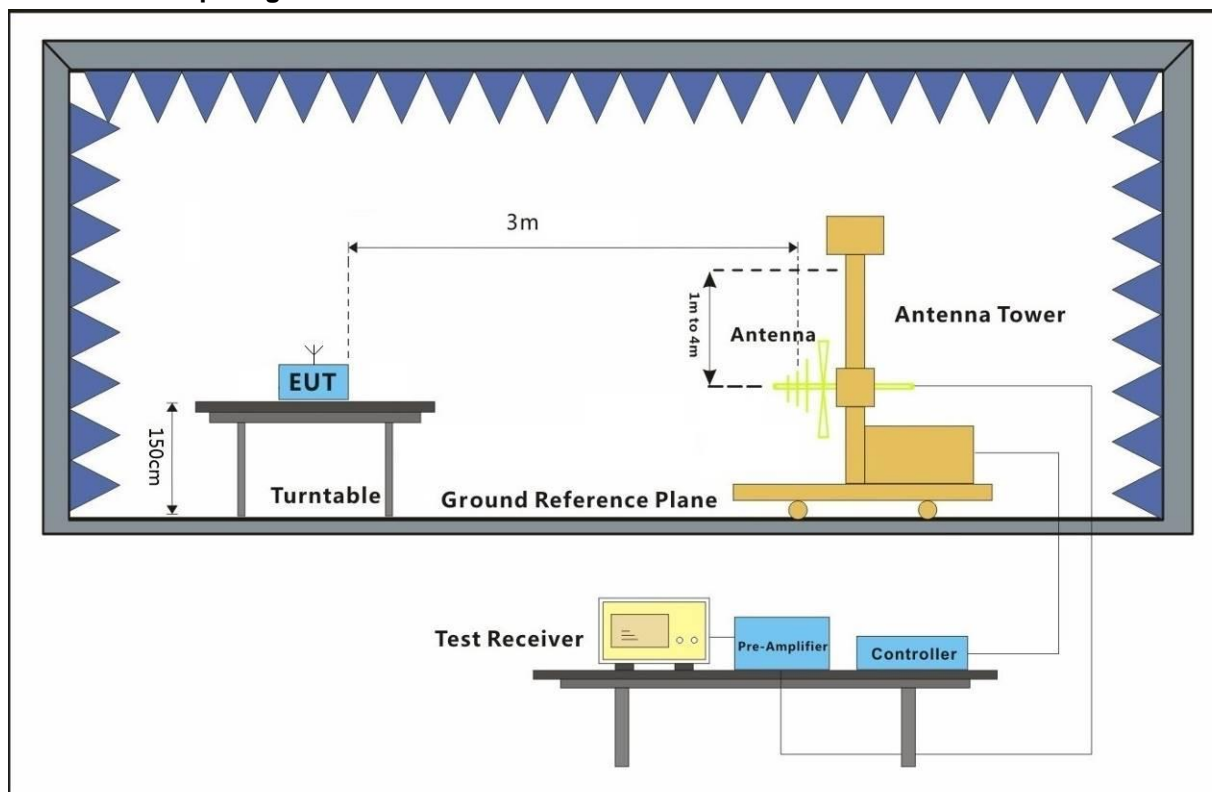 3m
1m to 4m
Antenna
Antenna Tower
EUT
150cm
Turntable
Ground Reference Plane
Test Receiver
Pre-Amplifier
Controller